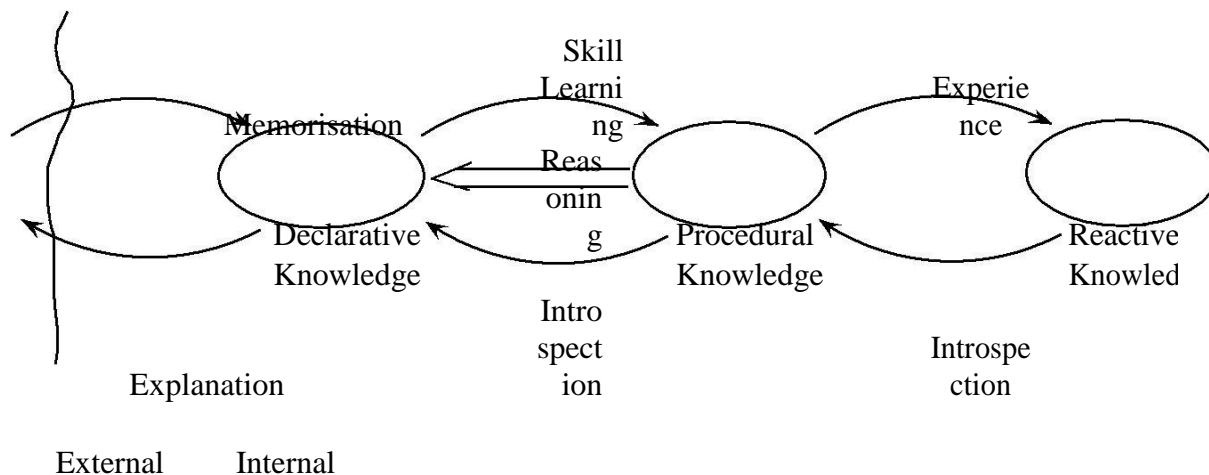 Skill
Learni
ng
Experie
nce
Memorisation
Reas
onin
g
Declarative
Knowledge
Procedural
Knowledge
Reactive
Knowled
Intro
spect
ion
Introspe
ction
Explanation
External Internal